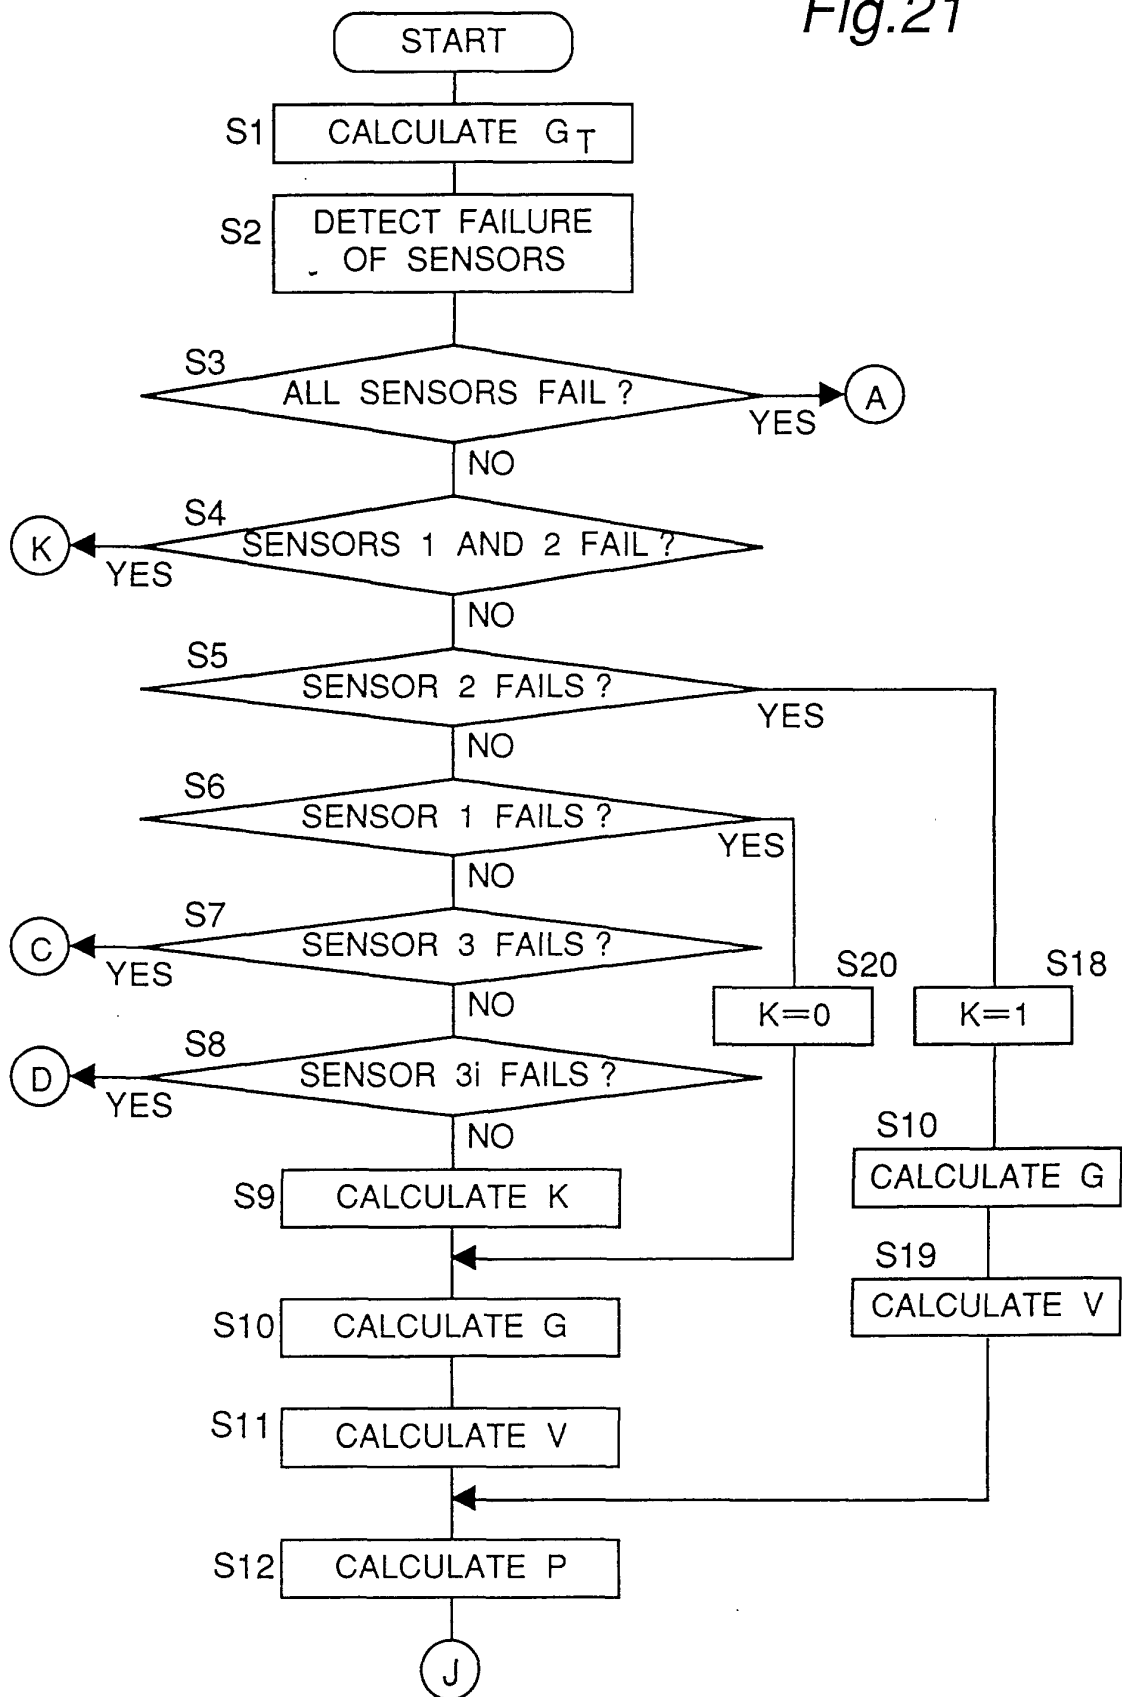 Fig.21
START
S1
CALCULATE GT
S2
DETECT FAILURE
OF SENSORS
S3
ALL SENSORS FAIL ?
YES
A
NO
S4
SENSORS 1 AND 2 FAIL ?
K
YES
NO
S5
SENSOR 2 FAILS ?
YES
NO
S6
SENSOR 1 FAILS ?
YES
NO
S7
SENSOR 3 FAILS ?
C
YES
NO
S20
K=0
S18
K=1
S8
SENSOR 3i FAILS ?
D
YES
NO
S10
CALCULATE G
S9
CALCULATE K
S19
CALCULATE V
S10
CALCULATE G
S11
CALCULATE V
S12
CALCULATE P
J